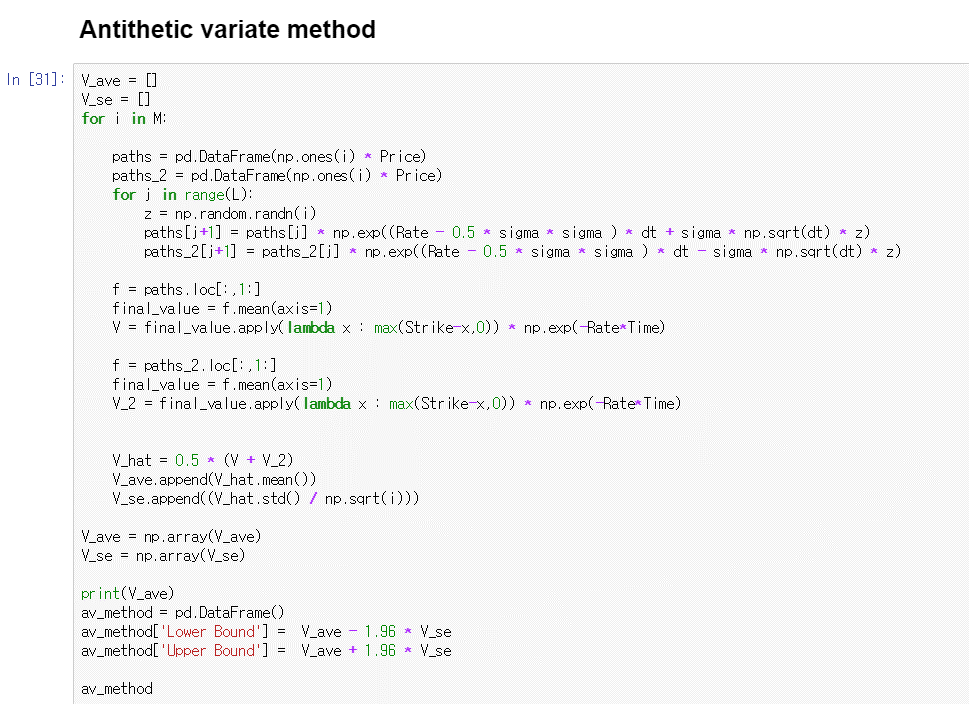 Antithetic variate method
In [31]:
V_ave = []
V_se = []
for i in M:
    paths = pd.DataFrame(np.ones(i) * Price)
    paths_2 = pd.DataFrame(np.ones(i) * Price)
    for j in range(L):
        z = np.random.randn(i)
        paths[j+1] = paths[j] * np.exp((Rate - 0.5 * sigma * sigma ) * dt + sigma * np.sqrt(dt) * z)
        paths_2[j+1] = paths_2[j] * np.exp((Rate - 0.5 * sigma * sigma ) * dt - sigma * np.sqrt(dt) * z)
    f = paths.loc[:,1:]
    final_value = f.mean(axis=1)
    V = final_value.apply(lambda x : max(Strike-x,0)) * np.exp(-Rate*Time)
    f = paths_2.loc[:,1:]
    final_value = f.mean(axis=1)
    V_2 = final_value.apply(lambda x : max(Strike-x,0)) * np.exp(-Rate*Time)
    V_hat = 0.5 * (V + V_2)
    V_ave.append(V_hat.mean())
    V_se.append((V_hat.std() / np.sqrt(i)))
V_ave = np.array(V_ave)
V_se = np.array(V_se)
print(V_ave)
av_method = pd.DataFrame()
av_method['Lower Bound'] =  V_ave - 1.96 * V_se
av_method['Upper Bound'] =  V_ave + 1.96 * V_se
av_method